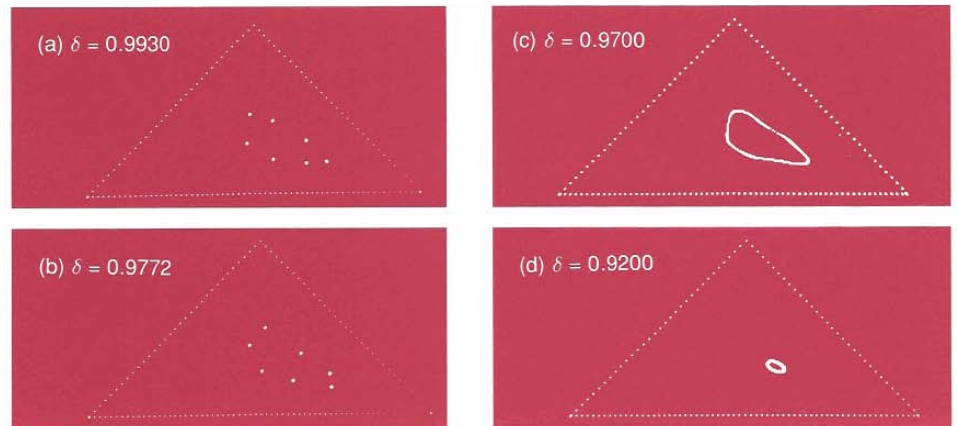 (a) δ = 0.9930
(b) δ = 0.9772
(c) δ = 0.9700
(d) δ = 0.9200